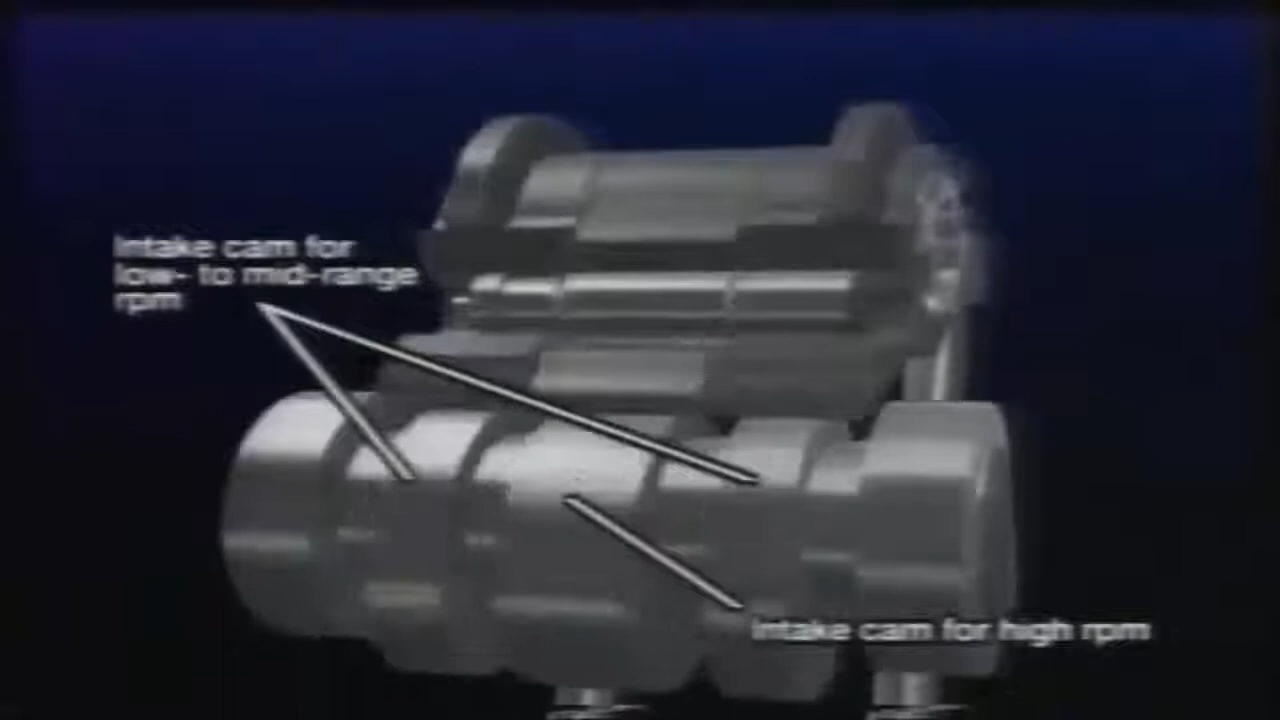 Intake cam for
low- to mid-range
rpm
Intake cam for high rpm